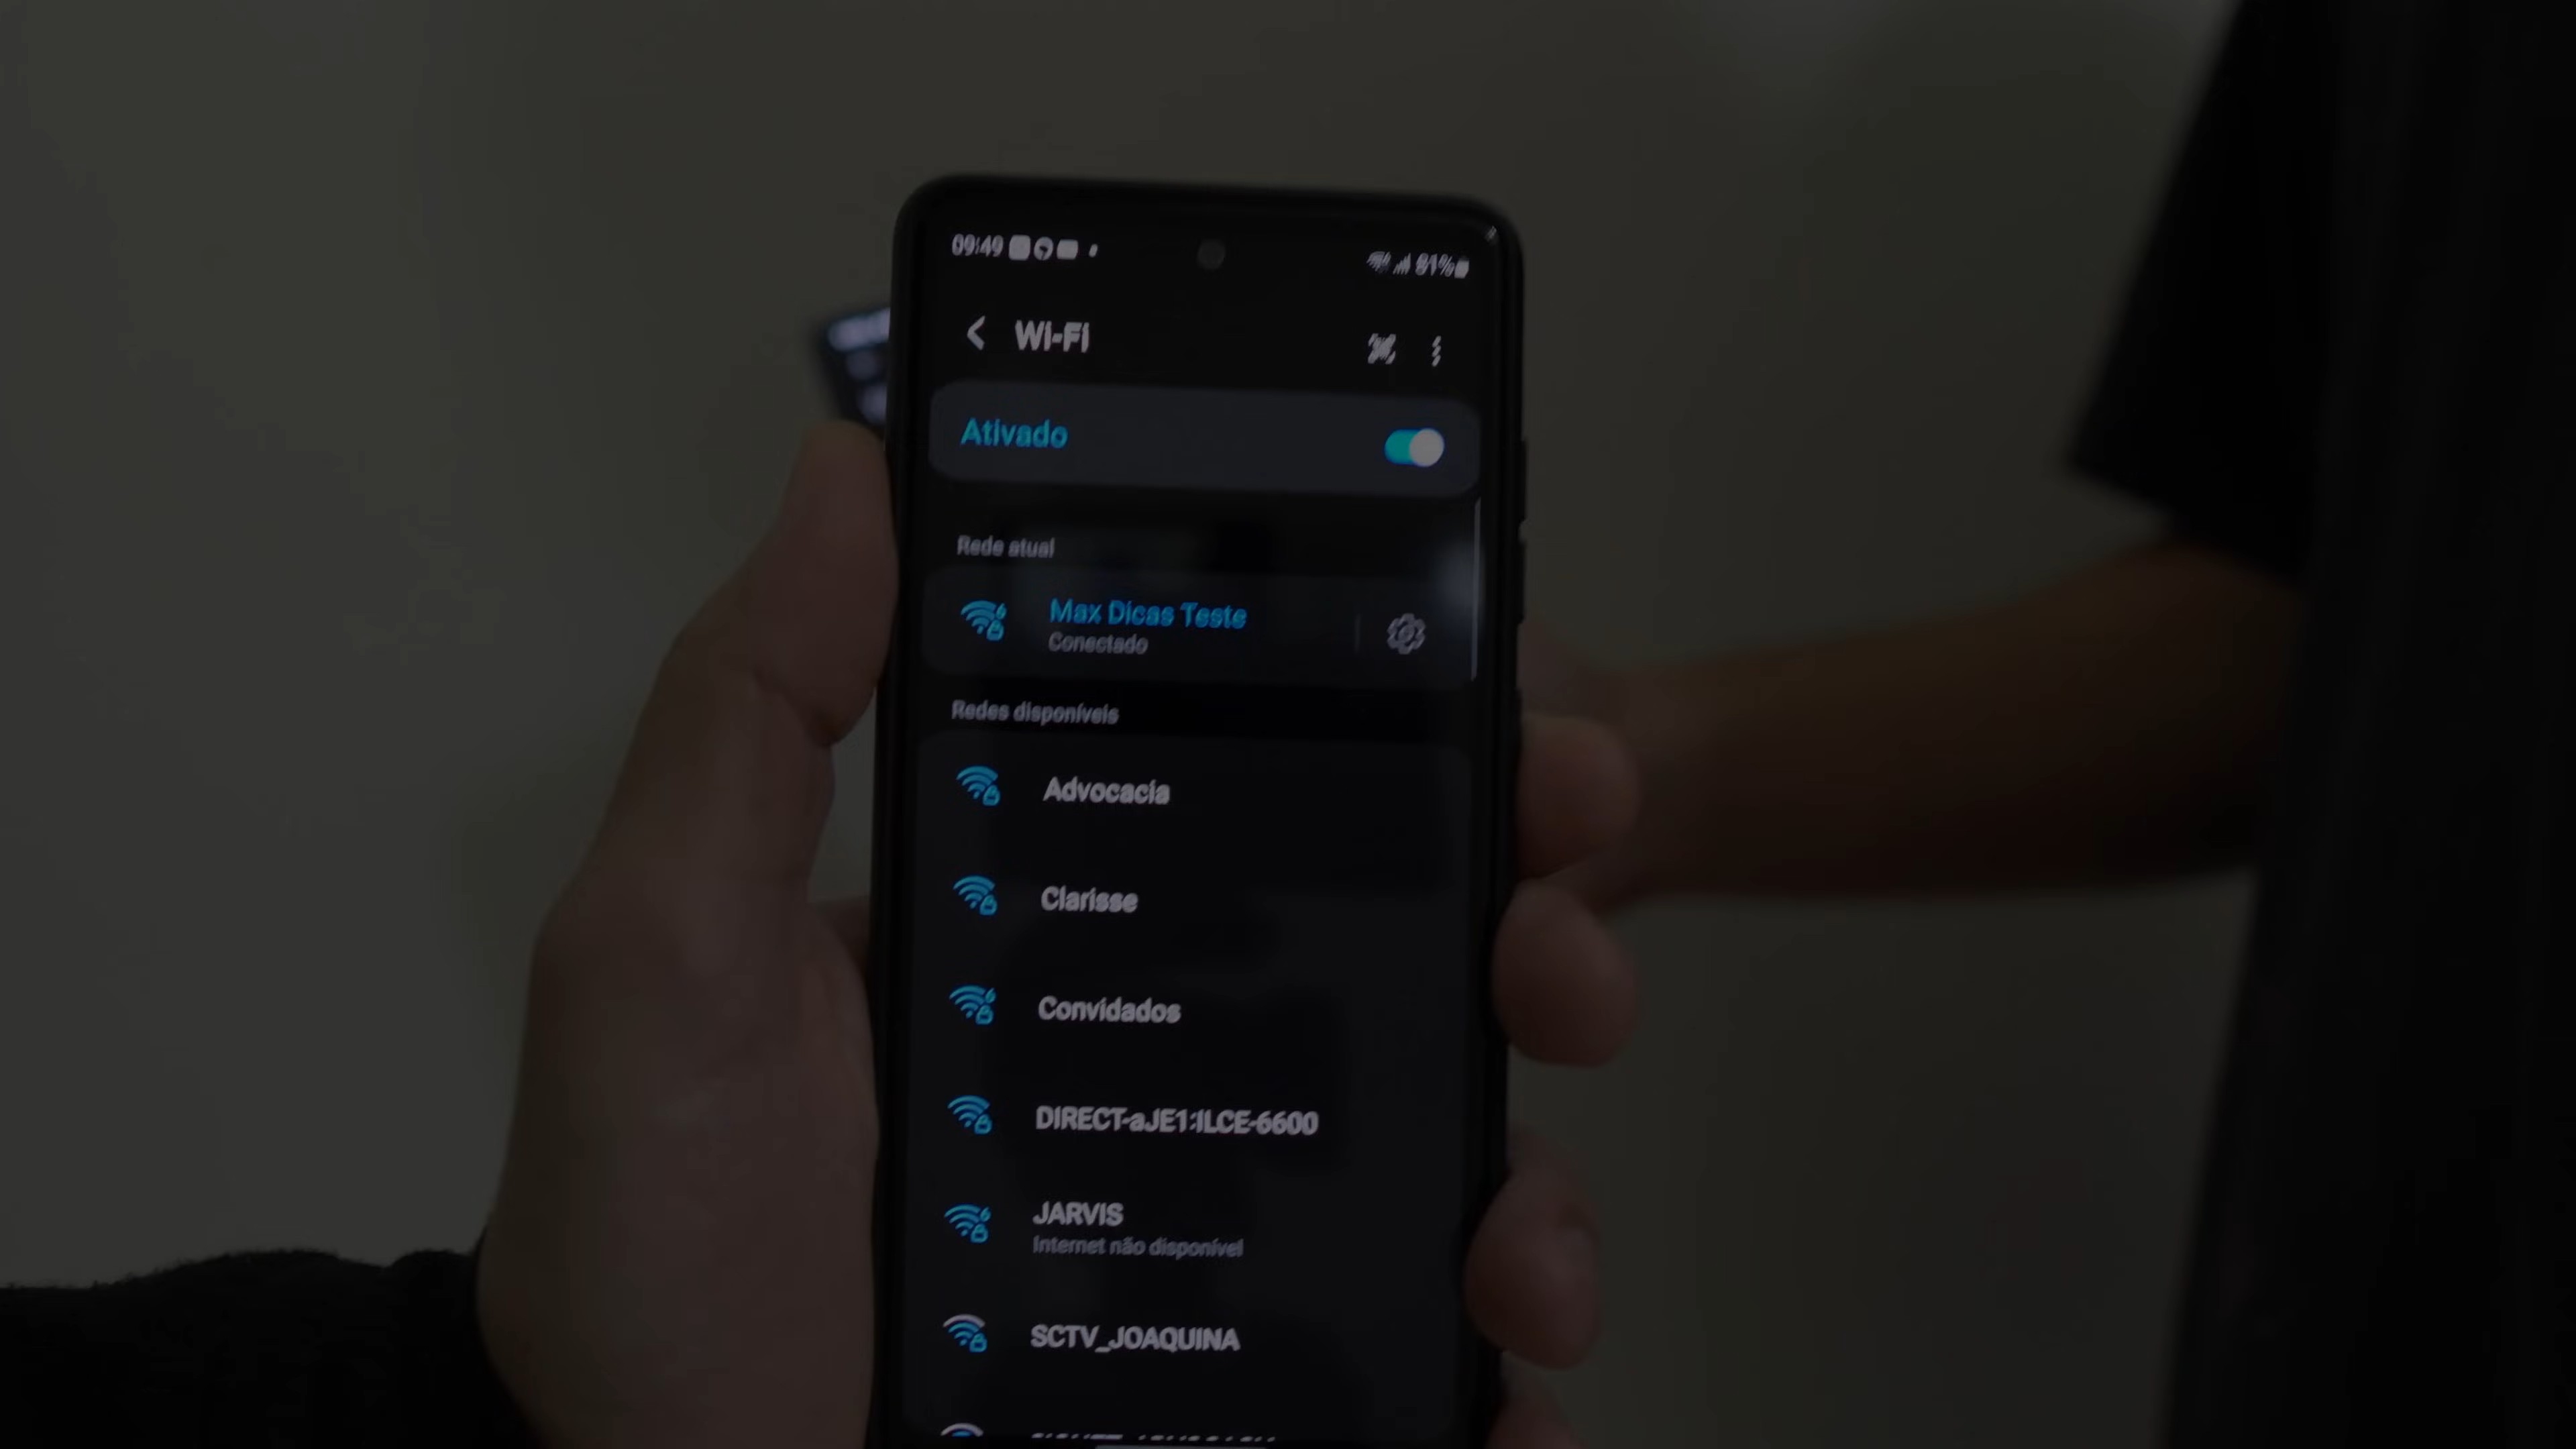 09:49 81%
Wi-Fi
Ativado
Rede atual
Max Dicas Teste
Conectado
Redes disponíveis
Advocacia
Clarisse
Convidados
DIRECT-aJE1:ILCE-6600
JARVIS
Internet não disponível
SCTV_JOAQUINA